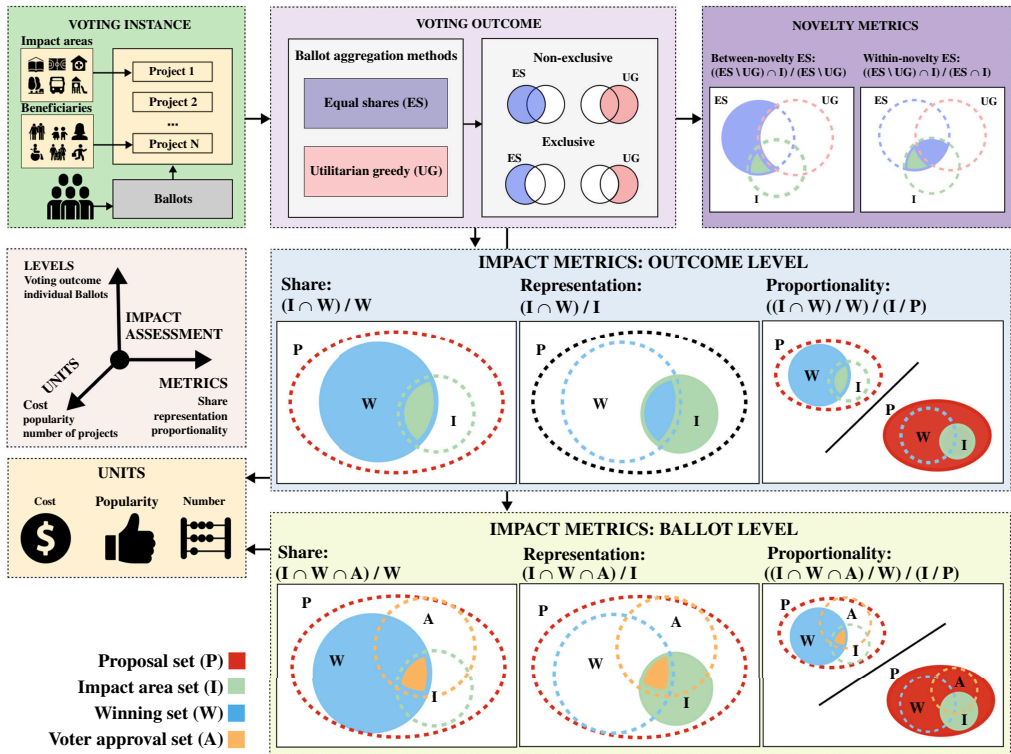 VOTING INSTANCE
Impact areas
Beneficiaries
Project 1
Project 2
...
Project N
Ballots
VOTING OUTCOME
Ballot aggregation methods
Equal shares (ES)
Utilitarian greedy (UG)
Non-exclusive
ES
UG
Exclusive
ES
UG
NOVELTY METRICS
Between-novelty ES:
((ES \ UG) ∩ I) / (ES \ UG)
ES
UG
I
Within-novelty ES:
((ES \ UG) ∩ I) / (ES ∩ I)
ES
UG
I
LEVELS
Voting outcome
individual Ballots
IMPACT
ASSESSMENT
UNITS
Cost
popularity
number of projects
METRICS
Share
representation
proportionality
IMPACT METRICS: OUTCOME LEVEL
Share:
(I ∩ W) / W
P
W
I
Representation:
(I ∩ W) / I
P
W
I
Proportionality:
((I ∩ W) / W) / (I / P)
P
W
I
P
W
I
UNITS
Cost
Popularity
Number
$
IMPACT METRICS: BALLOT LEVEL
Share:
(I ∩ W ∩ A) / W
P
A
W
I
Representation:
(I ∩ W ∩ A) / I
P
A
W
I
Proportionality:
((I ∩ W ∩ A) / W) / (I / P)
P
A
W
I
P
A
W
I
Proposal set (P)
Impact area set (I)
Winning set (W)
Voter approval set (A)